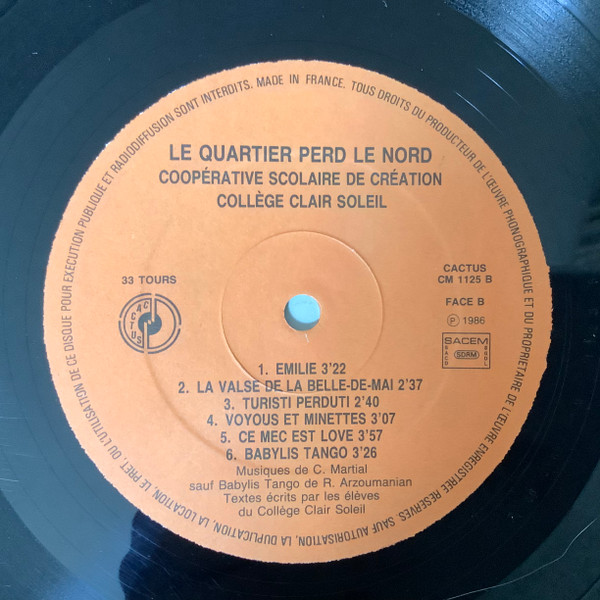 MADE IN FRANCE. TOUS DROITS DU PRODUCTEUR DE L'ŒUVRE PHONOGRAPHIQUE ET DU PROPRIETAIRE DE L'ŒUVRE ENREGISTREE RESERVES. SAUF AUTORISATION, LA DUPLICATION, LA LOCATION, LE PRET, OU L'UTILISATION DE CE DISQUE POUR EXECUTION PUBLIQUE ET RADIODIFFUSION SONT INTERDITS.
LE QUARTIER PERD LE NORD
COOPÉRATIVE SCOLAIRE DE CRÉATION
COLLÈGE CLAIR SOLEIL
33 TOURS
CACTUS
CACTUS
CM 1125 B
FACE B
℗ 1986
SACEM
SACD
SDRM
SGDL
1. EMILIE 3'22
2. LA VALSE DE LA BELLE-DE-MAI 2'37
3. TURISTI PERDUTI 2'40
4. VOYOUS ET MINETTES 3'07
5. CE MEC EST LOVE 3'57
6. BABYLIS TANGO 3'26
Musiques de C. Martial
sauf Babylis Tango de R. Arzoumanian
Textes écrits par les élèves
du Collège Clair Soleil